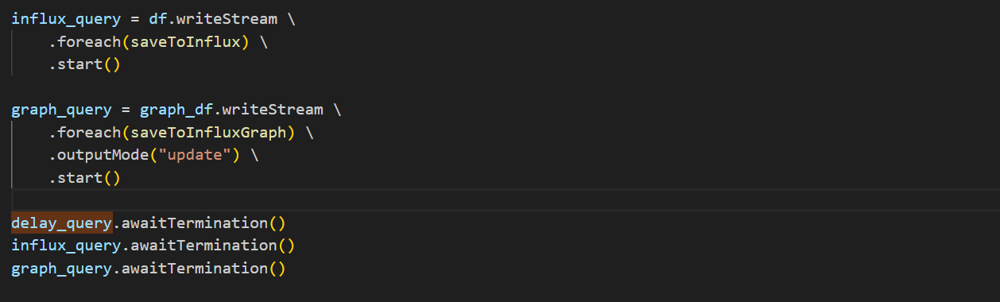 influx_query = df.writeStream \
    .foreach(saveToInflux) \
    .start()
graph_query = graph_df.writeStream \
    .foreach(saveToInfluxGraph) \
    .outputMode("update") \
    .start()
delay_query.awaitTermination()
influx_query.awaitTermination()
graph_query.awaitTermination()